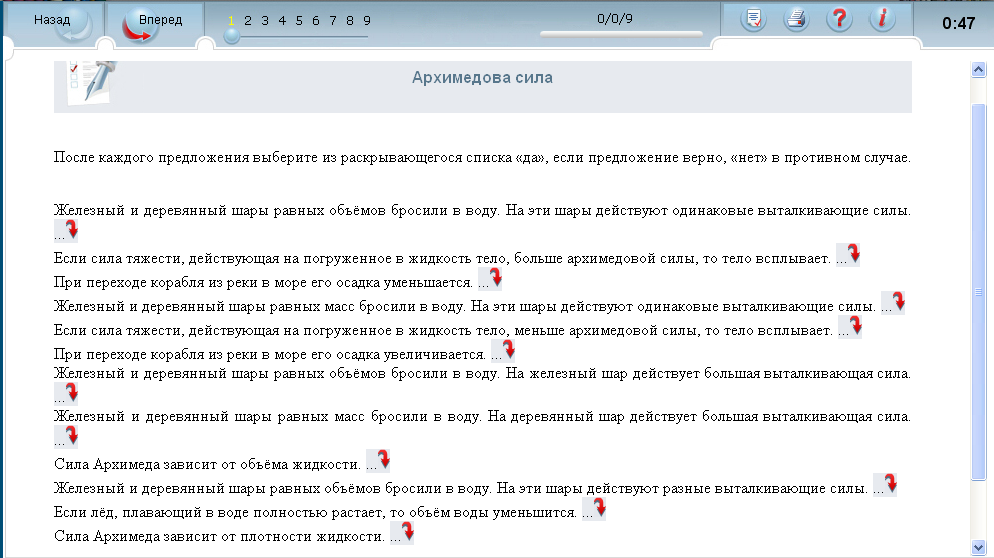 Назад
Вперед
1 2 3 4 5 6 7 8 9
0/0/9
0:47
Архимедова сила
После каждого предложения выберите из раскрывающегося списка «да», если предложение верно, «нет» в противном случае.
Железный и деревянный шары равных объёмов бросили в воду. На эти шары действуют одинаковые выталкивающие силы.
...
Если сила тяжести, действующая на погруженное в жидкость тело, больше архимедовой силы, то тело всплывает. ...
При переходе корабля из реки в море его осадка уменьшается. ...
Железный и деревянный шары равных масс бросили в воду. На эти шары действуют одинаковые выталкивающие силы. ...
Если сила тяжести, действующая на погруженное в жидкость тело, меньше архимедовой силы, то тело всплывает. ...
При переходе корабля из реки в море его осадка увеличивается. ...
Железный и деревянный шары равных объёмов бросили в воду. На железный шар действует большая выталкивающая сила.
...
Железный и деревянный шары равных масс бросили в воду. На деревянный шар действует большая выталкивающая сила.
...
Сила Архимеда зависит от объёма жидкости. ...
Железный и деревянный шары равных объёмов бросили в воду. На эти шары действуют разные выталкивающие силы. ...
Если лёд, плавающий в воде полностью растает, то объём воды уменьшится. ...
Сила Архимеда зависит от плотности жидкости. ...